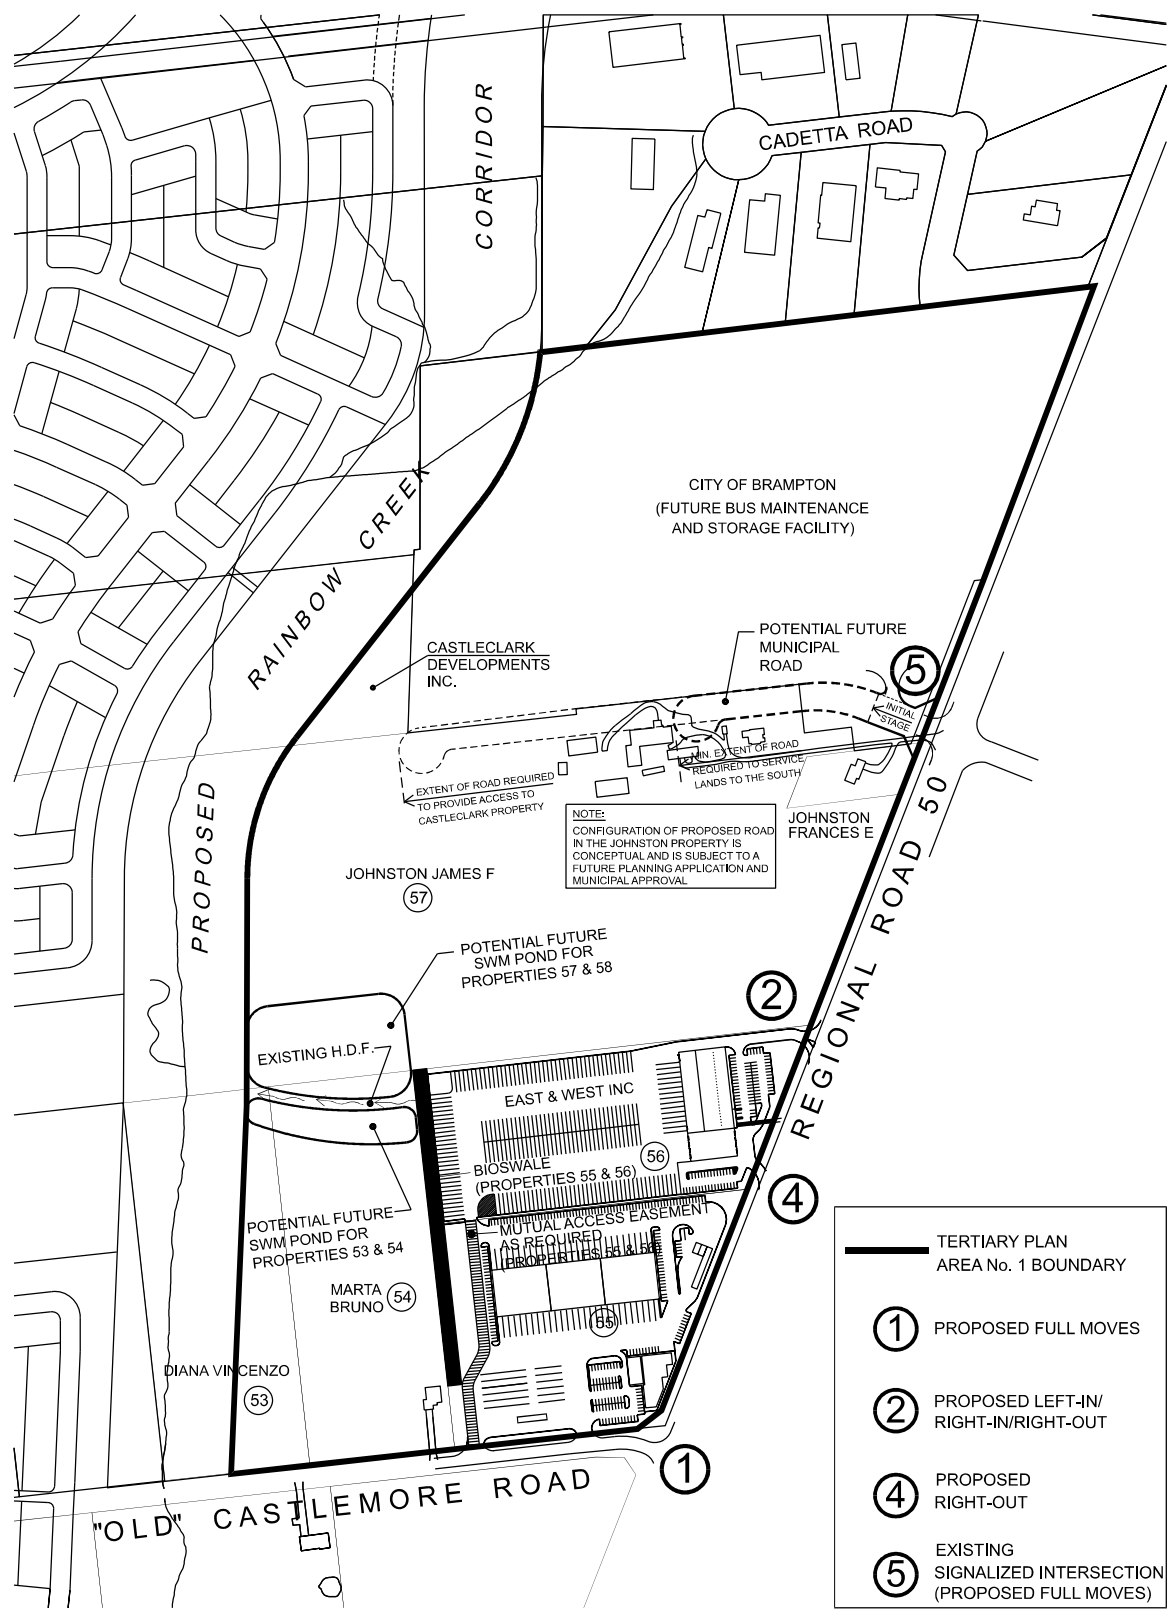 CADETTA ROAD
CORRIDOR
CREEK
RAINBOW
PROPOSED
CITY OF BRAMPTON
(FUTURE BUS MAINTENANCE
AND STORAGE FACILITY)
POTENTIAL FUTURE
MUNICIPAL
ROAD
5
INITIAL
STAGE
CASTLECLARK
DEVELOPMENTS
INC.
MIN. EXTENT OF ROAD
REQUIRED TO SERVICE
LANDS TO THE SOUTH
EXTENT OF ROAD REQUIRED
TO PROVIDE ACCESS TO
CASTLECLARK PROPERTY
NOTE:
CONFIGURATION OF PROPOSED ROAD
IN THE JOHNSTON PROPERTY IS
CONCEPTUAL AND IS SUBJECT TO A
FUTURE PLANNING APPLICATION AND
MUNICIPAL APPROVAL
JOHNSTON
FRANCES E
REGIONAL ROAD 50
JOHNSTON JAMES F
57
POTENTIAL FUTURE
SWM POND FOR
PROPERTIES 57 & 58
2
EXISTING H.D.F.
EAST & WEST INC
56
BIOSWALE
(PROPERTIES 55 & 56)
4
MUTUAL ACCESS EASEMENT
AS REQUIRED
(PROPERTIES 55 & 56)
POTENTIAL FUTURE
SWM POND FOR
PROPERTIES 53 & 54
MARTA
BRUNO
54
55
DIANA VINCENZO
53
1
"OLD" CASTLEMORE ROAD
TERTIARY PLAN
AREA No. 1 BOUNDARY
1
PROPOSED FULL MOVES
2
PROPOSED LEFT-IN/
RIGHT-IN/RIGHT-OUT
4
PROPOSED
RIGHT-OUT
5
EXISTING
SIGNALIZED INTERSECTION
(PROPOSED FULL MOVES)